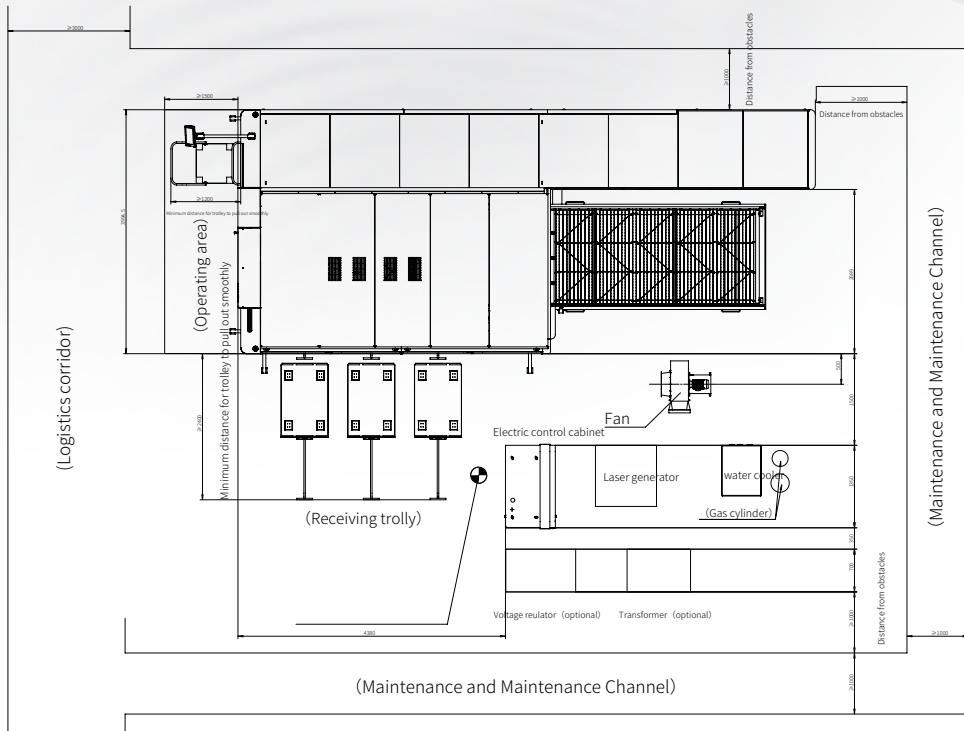 ≥3000
Distance from obstacles
≥1000
≥1500
≥1000
Distance from obstacles
≥1200
Minimum distance for trolley to pull out smoothly
(Operating area)
Minimum distance for trolley to pull out smoothly
(Logistics corridor)
(Maintenance and Maintenance Channel)
500
1500
≥2400
Fan
Electric control cabinet
Laser generator
water cooler
(Gas cylinder)
(Receiving trolly)
350
700
Voltage reulator (optional)
Transformer (optional)
Distance from obstacles
≥1000
≥1000
4380
(Maintenance and Maintenance Channel)
≥1000